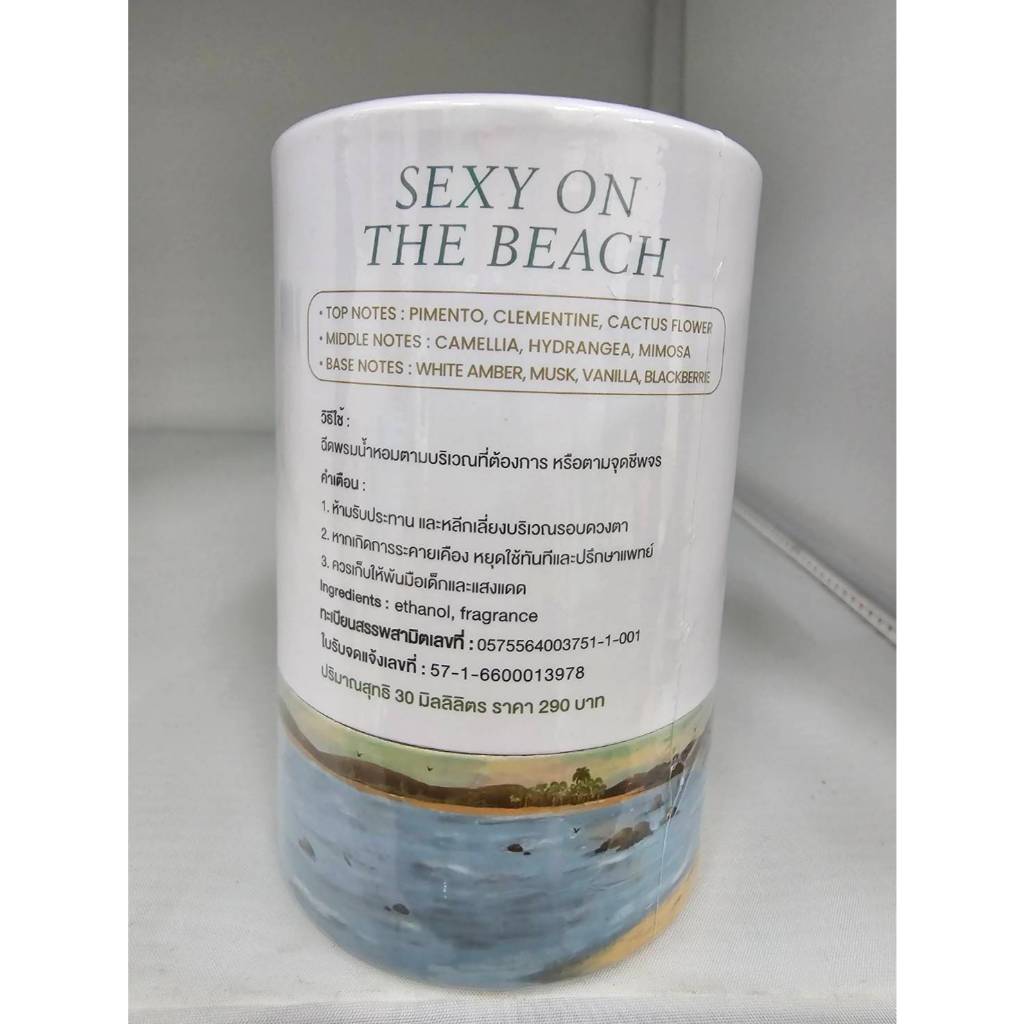 SEXY ON
THE BEACH
• TOP NOTES : PIMENTO, CLEMENTINE, CACTUS FLOWER
• MIDDLE NOTES : CAMELLIA, HYDRANGEA, MIMOSA
• BASE NOTES : WHITE AMBER, MUSK, VANILLA, BLACKBERRIE
วิธีใช้ :
ฉีดพรมน้ำหอมตามบริเวณที่ต้องการ หรือตามจุดชีพจร
คำเตือน :
1. ห้ามรับประทาน และหลีกเลี่ยงบริเวณรอบดวงตา
2. หากเกิดการระคายเคือง หยุดใช้ทันทีและปรึกษาแพทย์
3. ควรเก็บให้พ้นมือเด็กและแสงแดด
Ingredients : ethanol, fragrance
ทะเบียนสรรพสามิตเลขที่ : 0575564003751-1-001
ใบรับจดแจ้งเลขที่ : 57-1-6600013978
ปริมาณสุทธิ 30 มิลลิลิตร ราคา 290 บาท